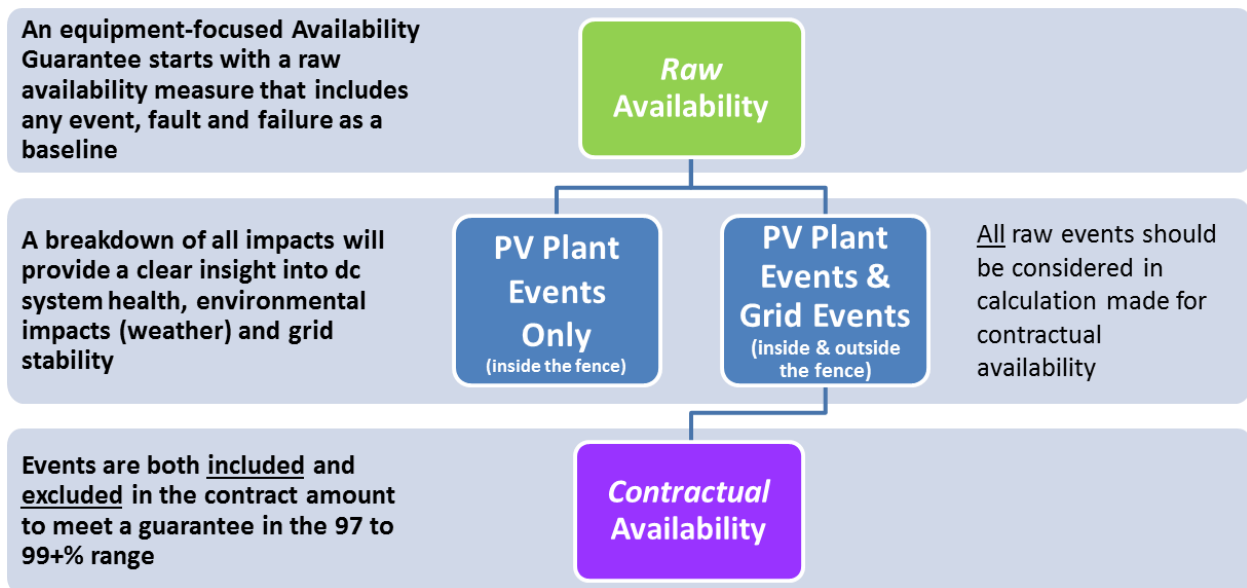 An equipment-focused Availability
Guarantee starts with a raw
availability measure that includes
any event, fault and failure as a
baseline
Raw
Availability
A breakdown of all impacts will
provide a clear insight into dc
system health, environmental
impacts (weather) and grid
stability
PV Plant
Events
Only
(inside the fence)
PV Plant
Events &
Grid Events
(inside & outside
the fence)
All raw events should
be considered in
calculation made for
contractual
availability
Events are both included and
excluded in the contract amount
to meet a guarantee in the 97 to
99+% range
Contractual
Availability